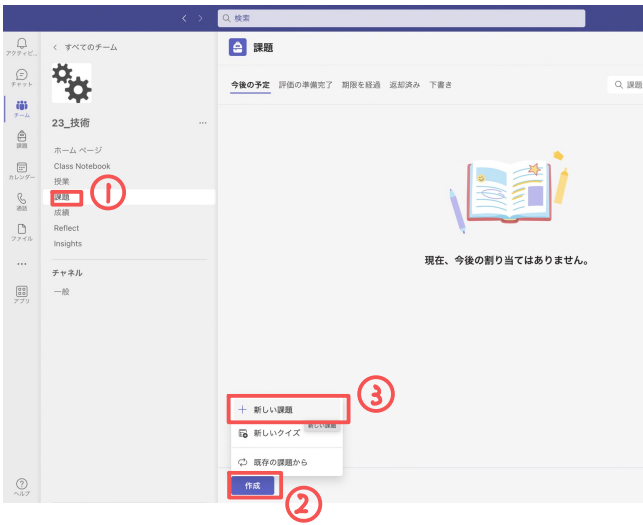 検索
アクティビ...
チャット
チーム
課題
カレンダー
通話
ファイル
...
アプリ
ヘルプ
< すべてのチーム
23_技術
...
ホーム ページ
Class Notebook
授業
課題
①
成績
Reflect
Insights
チャネル
一般
課題
今後の予定 評価の準備完了 期限を経過 返却済み 下書き
課題
現在、今後の割り当てはありません。
③
+ 新しい課題
新しい課題
新しいクイズ
既存の課題から
作成
②